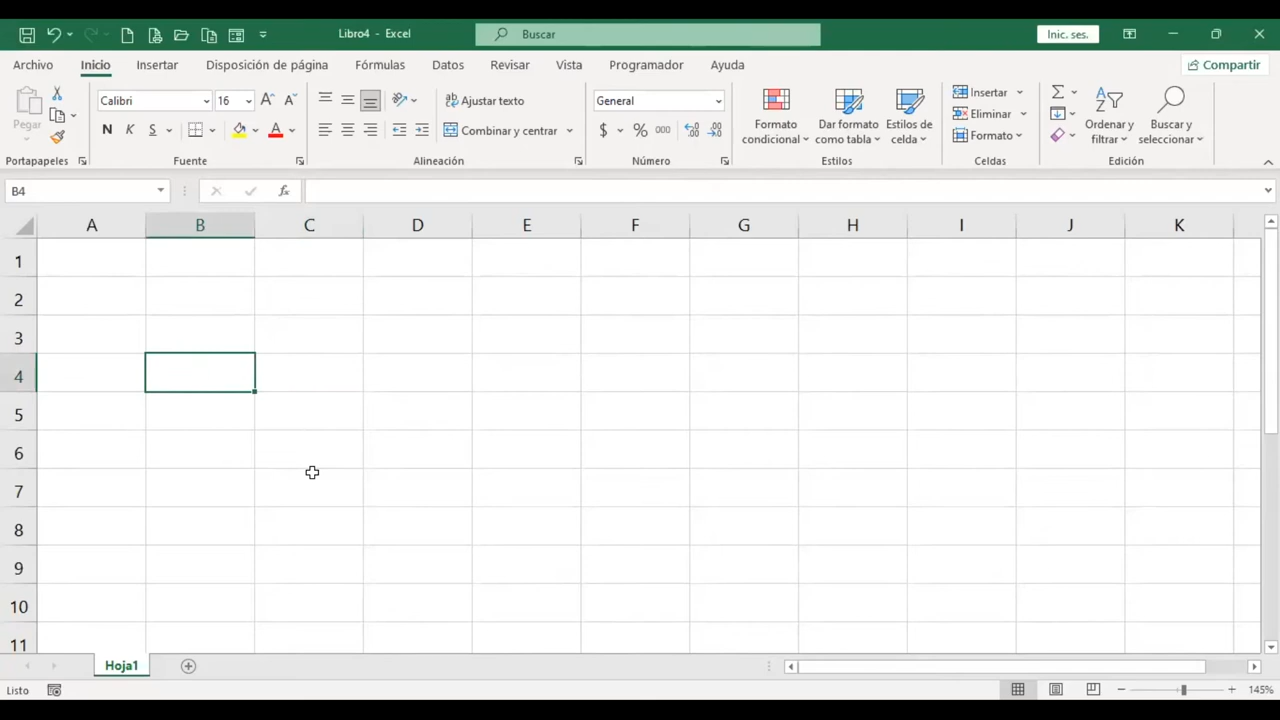 Libro4 - Excel
Buscar
Inic. ses.
Archivo Inicio Insertar Disposición de página Fórmulas Datos Revisar Vista Programador Ayuda
Compartir
Pegar
Calibri 16
N K S A
Ajustar texto
Combinar y centrar
General
$ % 000
Formato condicional
Dar formato como tabla
Estilos de celda
Insertar
Eliminar
Formato
Ordenar y filtrar
Buscar y seleccionar
Portapapeles Fuente Alineación Número Estilos Celdas Edición
B4 fx
A B C D E F G H I J K
1
2
3
4
5
6
7
8
9
10
11
Hoja1
Listo
145%